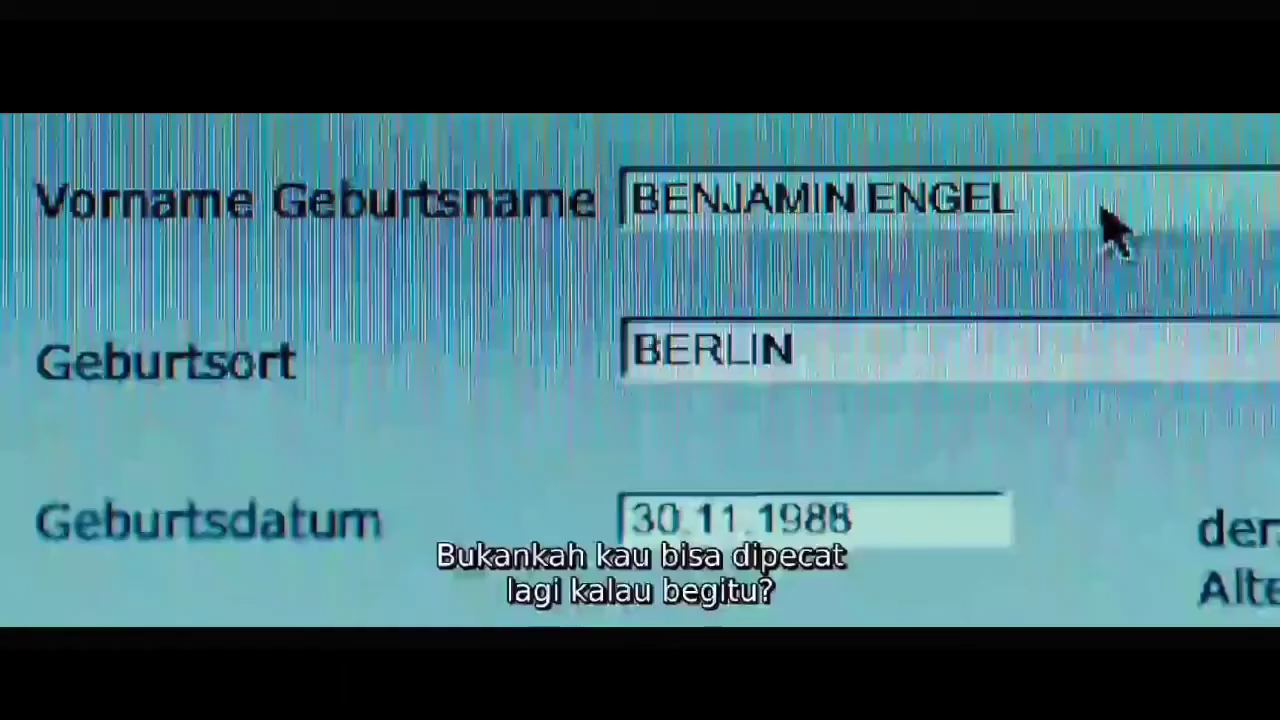 Vorname Geburtsname BENJAMIN ENGEL
Geburtsort BERLIN
Geburtsdatum 30.11.1988
der
Alte
Bukankah kau bisa dipecat
lagi kalau begitu?